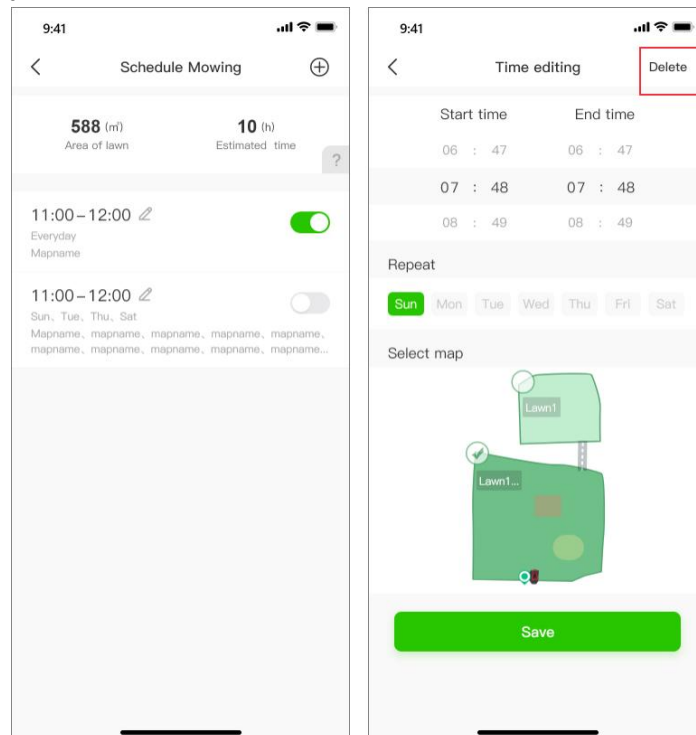 9:41
Schedule Mowing
588 (㎡)
10 (h)
Area of lawn
Estimated time
?
11:00–12:00
Everyday
Mapname
11:00–12:00
Sun、Tue、Thu、Sat
Mapname、mapname、mapname、mapname、mapname、
mapname、mapname、mapname、mapname、mapname...
9:41
Time editing
Delete
Start time
End time
06 : 47
06 : 47
07 : 48
07 : 48
08 : 49
08 : 49
Repeat
Sun Mon Tue Wed Thu Fri Sat
Select map
Lawn1
Lawn1...
Save